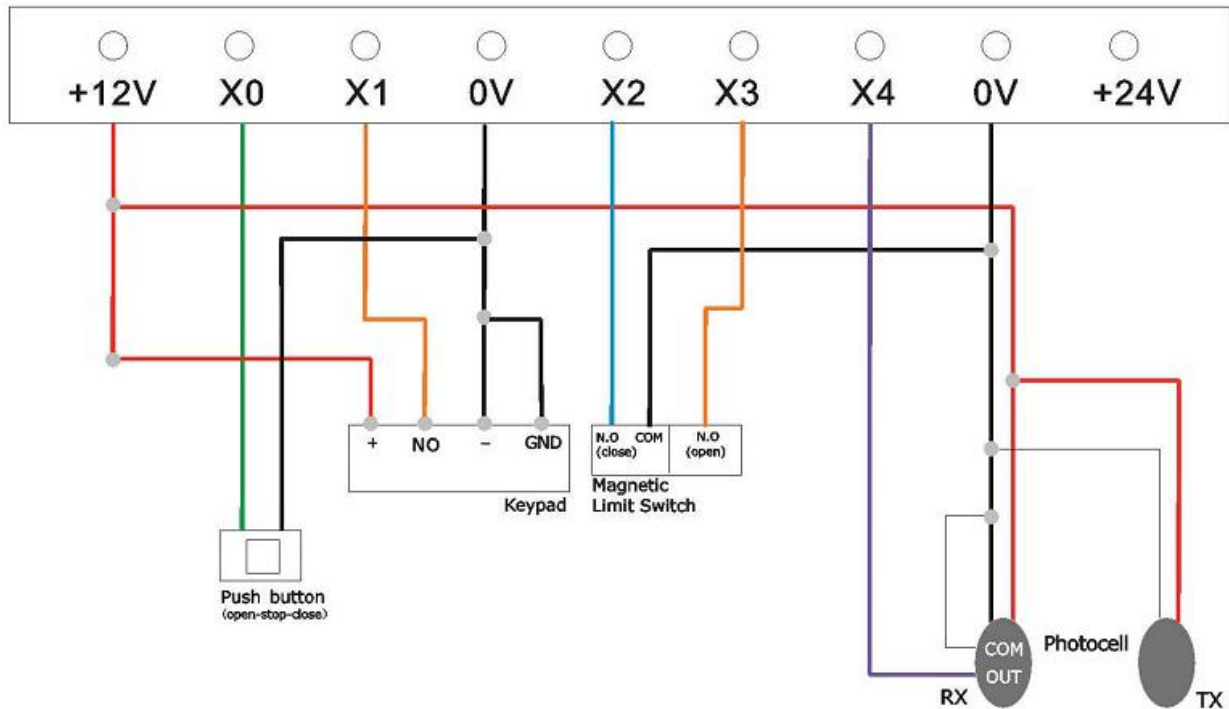 +12V X0 X1 0V X2 X3 X4 0V +24V
+ NO – GND
Keypad
N.O COM N.O
(close) (open)
Magnetic
Limit Switch
Push button
(open-stop-close)
COM
OUT
Photocell
RX
TX